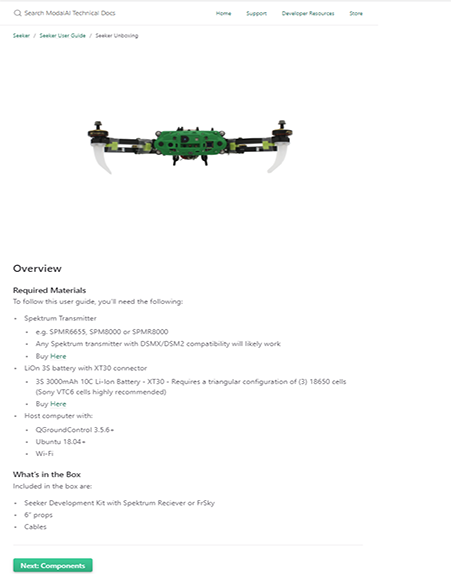 Search ModalAI Technical Docs
Home Support Developer Resources Store
Seeker / Seeker User Guide / Seeker Unboxing
Overview
Required Materials
To follow this user guide, you'll need the following:
Spektrum Transmitter
e.g. SPMR6655, SPM8000 or SPMR8000
Any Spektrum transmitter with DSMX/DSM2 compatibility will likely work
Buy Here
LiOn 3S battery with XT30 connector
3S 3000mAh 10C Li-Ion Battery - XT30 - Requires a triangular configuration of (3) 18650 cells
(Sony VTC6 cells highly recommended)
Buy Here
Host computer with:
QGroundControl 3.5.6+
Ubuntu 18.04+
Wi-Fi
What's in the Box
Included in the box are:
Seeker Development Kit with Spektrum Reciever or FrSky
6" props
Cables
Next: Components